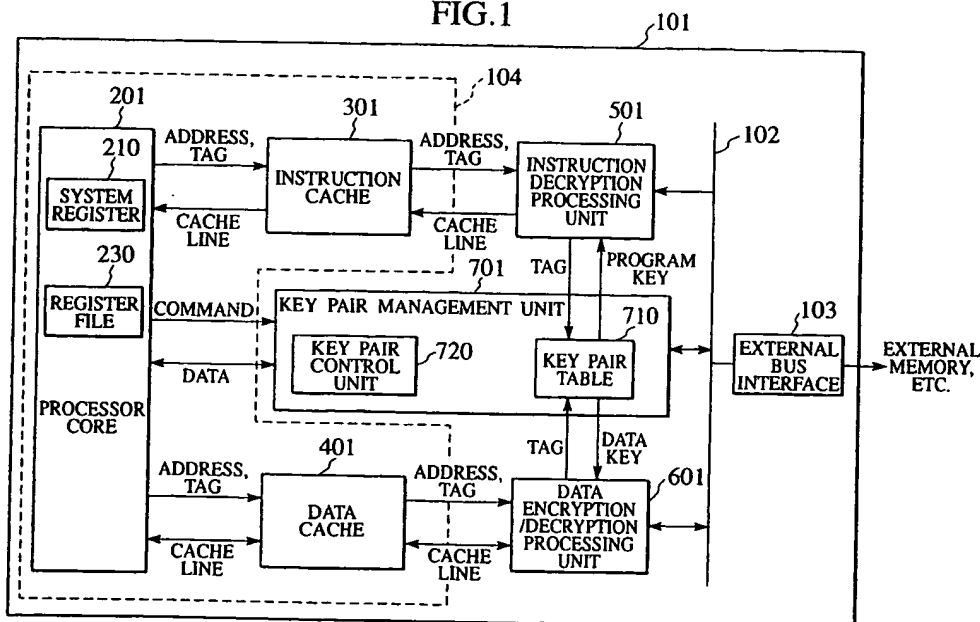 FIG.1
101
104
201
301
501
102
210
ADDRESS,
TAG
ADDRESS,
TAG
SYSTEM
REGISTER
INSTRUCTION
CACHE
INSTRUCTION
DECRYPTION
PROCESSING
UNIT
CACHE
LINE
CACHE
LINE
230
701
TAG
PROGRAM
KEY
REGISTER
FILE
COMMAND
KEY PAIR MANAGEMENT UNIT
710
103
KEY PAIR
CONTROL
UNIT
720
KEY PAIR
TABLE
EXTERNAL
BUS
INTERFACE
EXTERNAL
MEMORY,
ETC.
DATA
PROCESSOR
CORE
TAG
DATA
KEY
401
601
ADDRESS,
TAG
ADDRESS,
TAG
DATA
CACHE
DATA
ENCRYPTION
/DECRYPTION
PROCESSING
UNIT
CACHE
LINE
CACHE
LINE